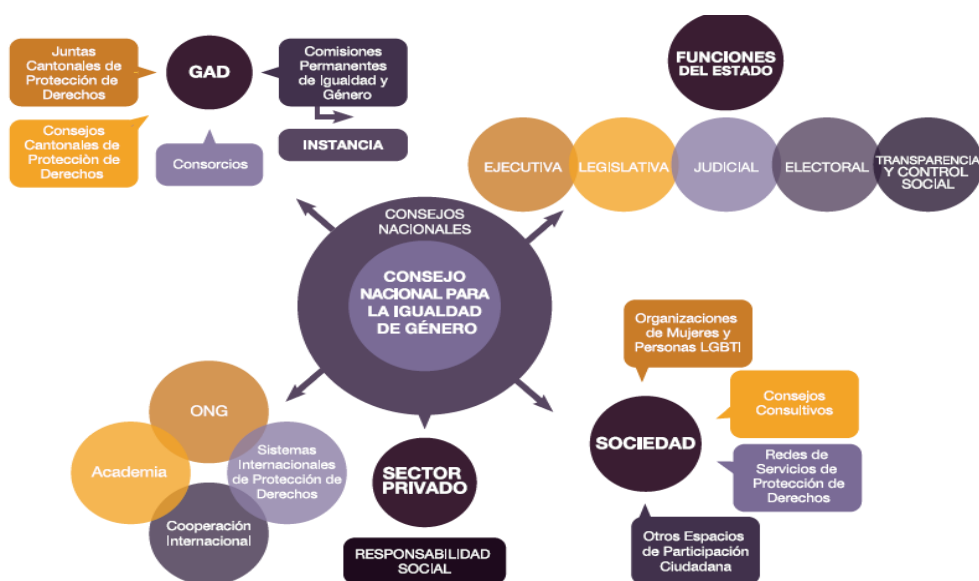 Juntas
Cantonales de
Protección de
Derechos
GAD
Comisiones
Permanentes
de Igualdad y
Género
INSTANCIA
Consejos
Cantonales de
Protecciòn de
Derechos
Consorcios
FUNCIONES
DEL ESTADO
EJECUTIVA
LEGISLATIVA
JUDICIAL
ELECTORAL
TRANSPARENCIA
Y CONTROL
SOCIAL
CONSEJOS
NACIONALES
CONSEJO
NACIONAL PARA
LA IGUALDAD
DE GÉNERO
Organizaciones
de Mujeres y
Personas LGBTI
Consejos
Consultivos
SOCIEDAD
Redes de
Servicios de
Protección de
Derechos
Otros Espacios
de Participación
Ciudadana
ONG
Academia
Sistemas
Internacionales
de Protección de
Derechos
Cooperación
Internacional
SECTOR
PRIVADO
RESPONSABILIDAD
SOCIAL